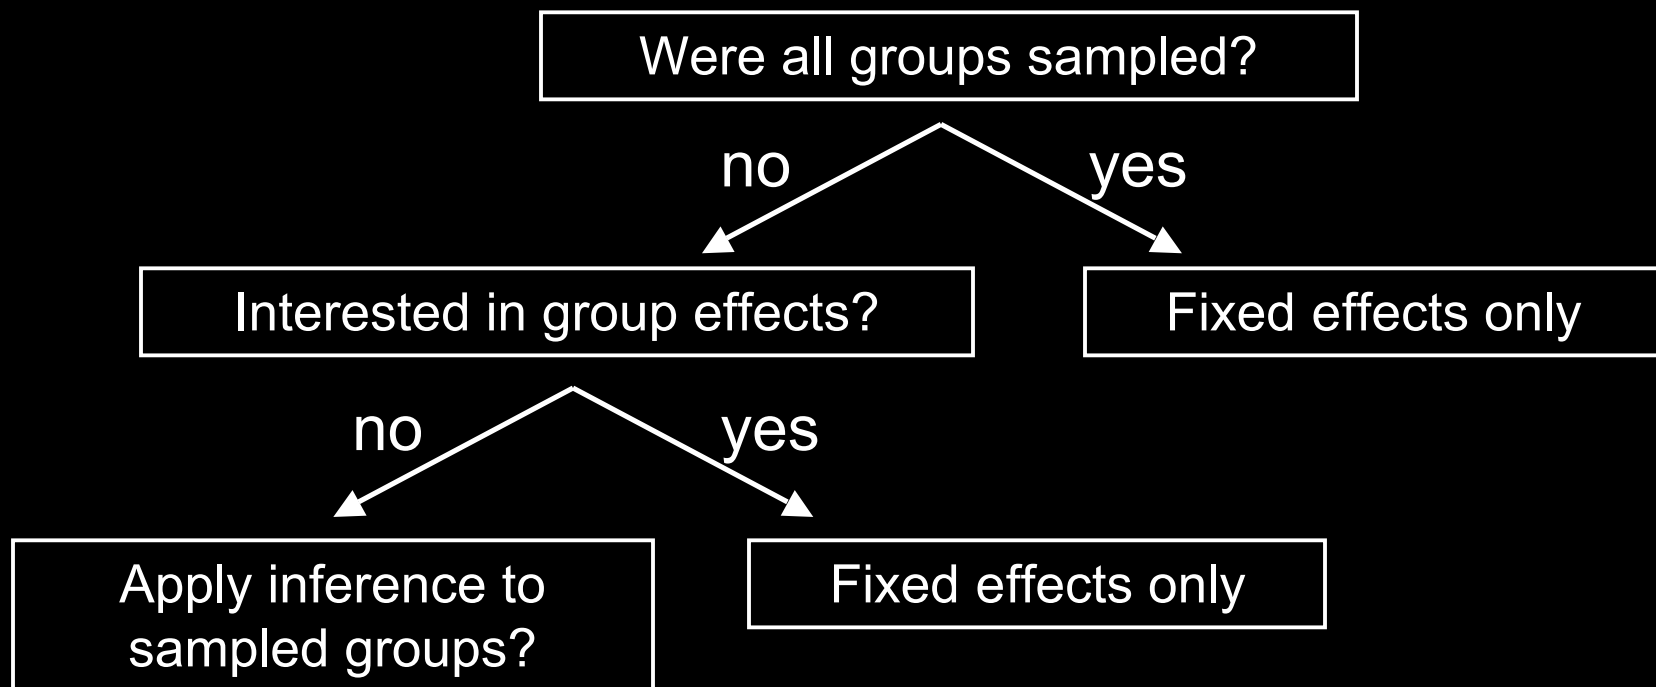 Were all groups sampled?
no
yes
Interested in group effects?
Fixed effects only
no
yes
Apply inference to
sampled groups?
Fixed effects only